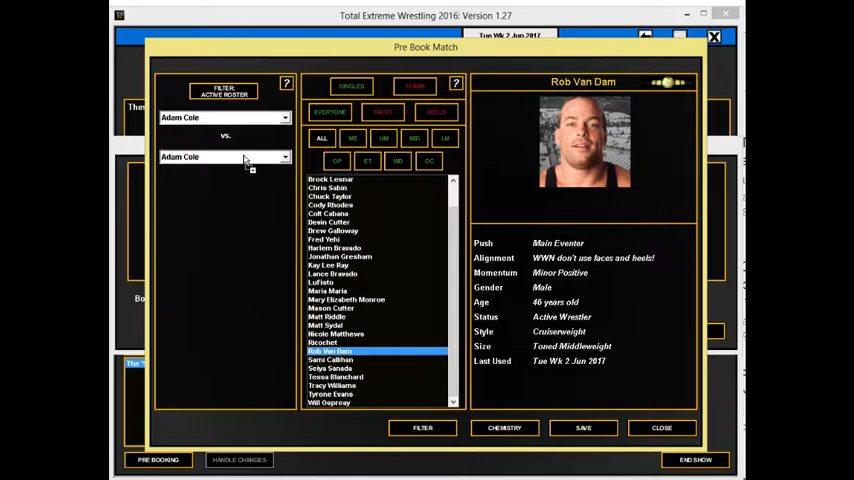 Total Extreme Wrestling 2016: Version 1.27
Tue Wk 2 Jun 2017
X
Pre Book Match
FILTER:
ACTIVE ROSTER
?
Adam Cole
vs.
Adam Cole
SINGLES
TEAMS
?
EVERYONE
FACES
HEELS
ALL
ME
UM
MID
LM
OP
ET
WO
OC
Brock Lesnar
Chris Sabin
Chuck Taylor
Cody Rhodes
Colt Cabana
Devin Cutter
Drew Galloway
Fred Yehi
Harlem Bravado
Jonathan Gresham
Kay Lee Ray
Lance Bravado
LuFisto
Maria Maria
Mary Elizabeth Monroe
Mason Cutter
Matt Riddle
Matt Sydal
Nicole Matthews
Ricochet
Rob Van Dam
Sami Callihan
Seiya Sanada
Tessa Blanchard
Tracy Williams
Tyrone Evans
Will Ospreay
Rob Van Dam
Push Main Eventer
Alignment WWN don't use faces and heels!
Momentum Minor Positive
Gender Male
Age 46 years old
Status Active Wrestler
Style Cruiserweight
Size Toned Middleweight
Last Used Tue Wk 2 Jun 2017
FILTER
CHEMISTRY
SAVE
CLOSE
Thes
Bo
The
PRE BOOKING
HANDLE CHANGES
END SHOW